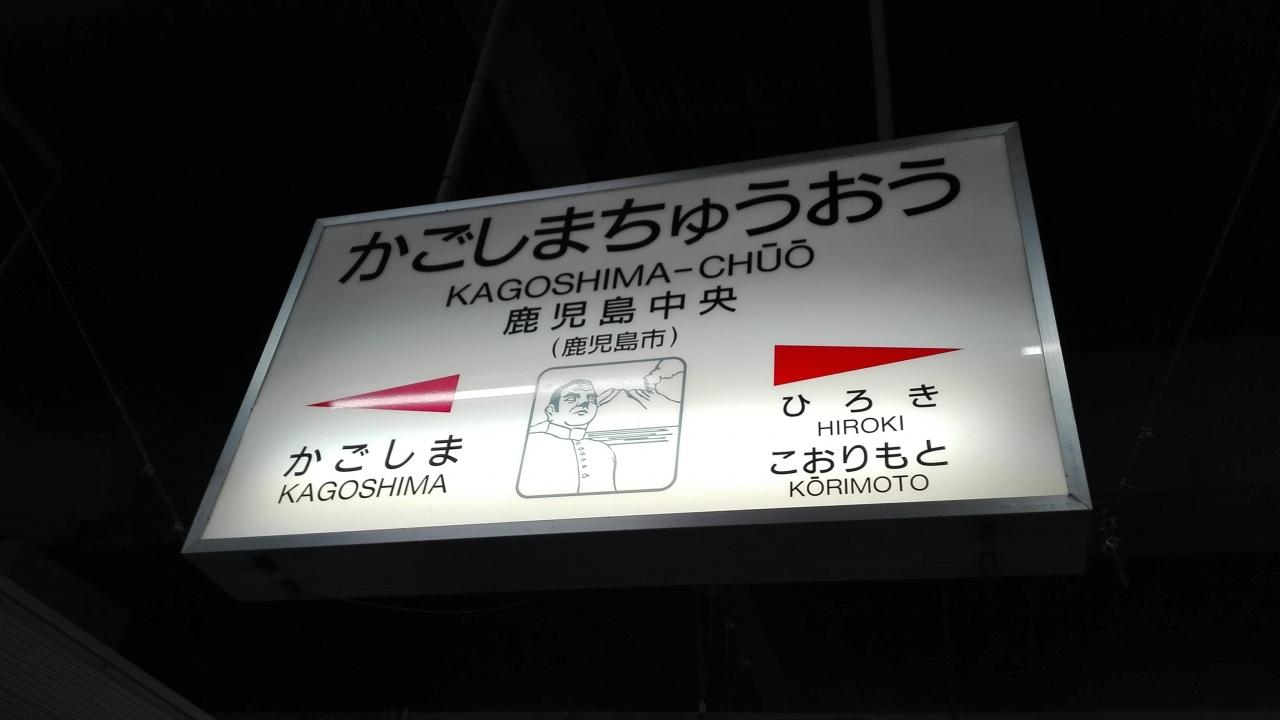 かごしまちゅうおう
KAGOSHIMA-CHŪŌ
鹿児島中央
(鹿児島市)
かごしま
KAGOSHIMA
ひろき
HIROKI
こおりもと
KŌRIMOTO